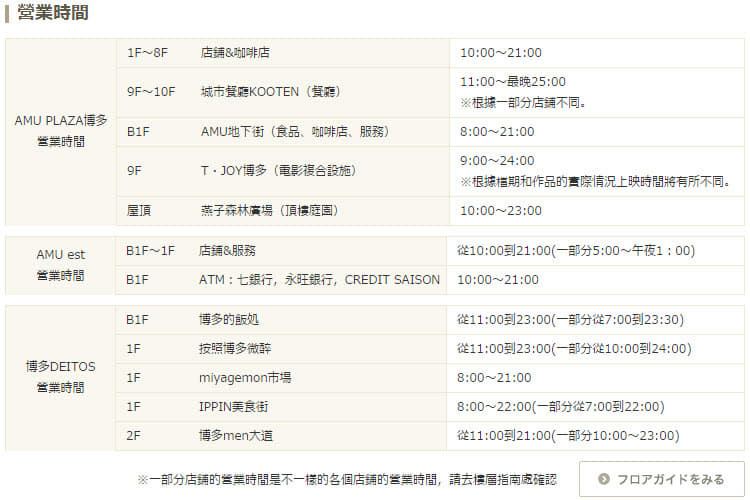 營業時間
AMU PLAZA博多
營業時間
1F～8F 店鋪&咖啡店 10:00～21:00
9F～10F 城市餐廳KOOTEN（餐廳） 11:00～最晚25:00
※根據一部分店鋪不同。
B1F AMU地下街（食品、咖啡店、服務） 8:00～21:00
9F T・JOY博多（電影複合設施） 9:00～24:00
※根據檔期和作品的實際情況上映時間將有所不同。
屋頂 燕子森林廣場（頂樓庭園） 10:00～23:00
AMU est
營業時間
B1F～1F 店鋪&服務 從10:00到21:00(一部分5:00～午夜1：00)
B1F ATM：七銀行，永旺銀行，CREDIT SAISON 10:00～21:00
博多DEITOS
營業時間
B1F 博多的飯処 從11:00到23:00(一部分從7:00到23:30)
1F 按照博多微醉 從11:00到23:00(一部分從10:00到24:00)
1F miyagemon市場 8:00～21:00
1F IPPIN美食街 8:00～22:00(一部分從7:00到22:00)
2F 博多men大道 從11:00到21:00(一部分10:00～23:00)
※一部分店鋪的營業時間是不一樣的各個店鋪的營業時間，請去樓層指南處確認
フロアガイドをみる